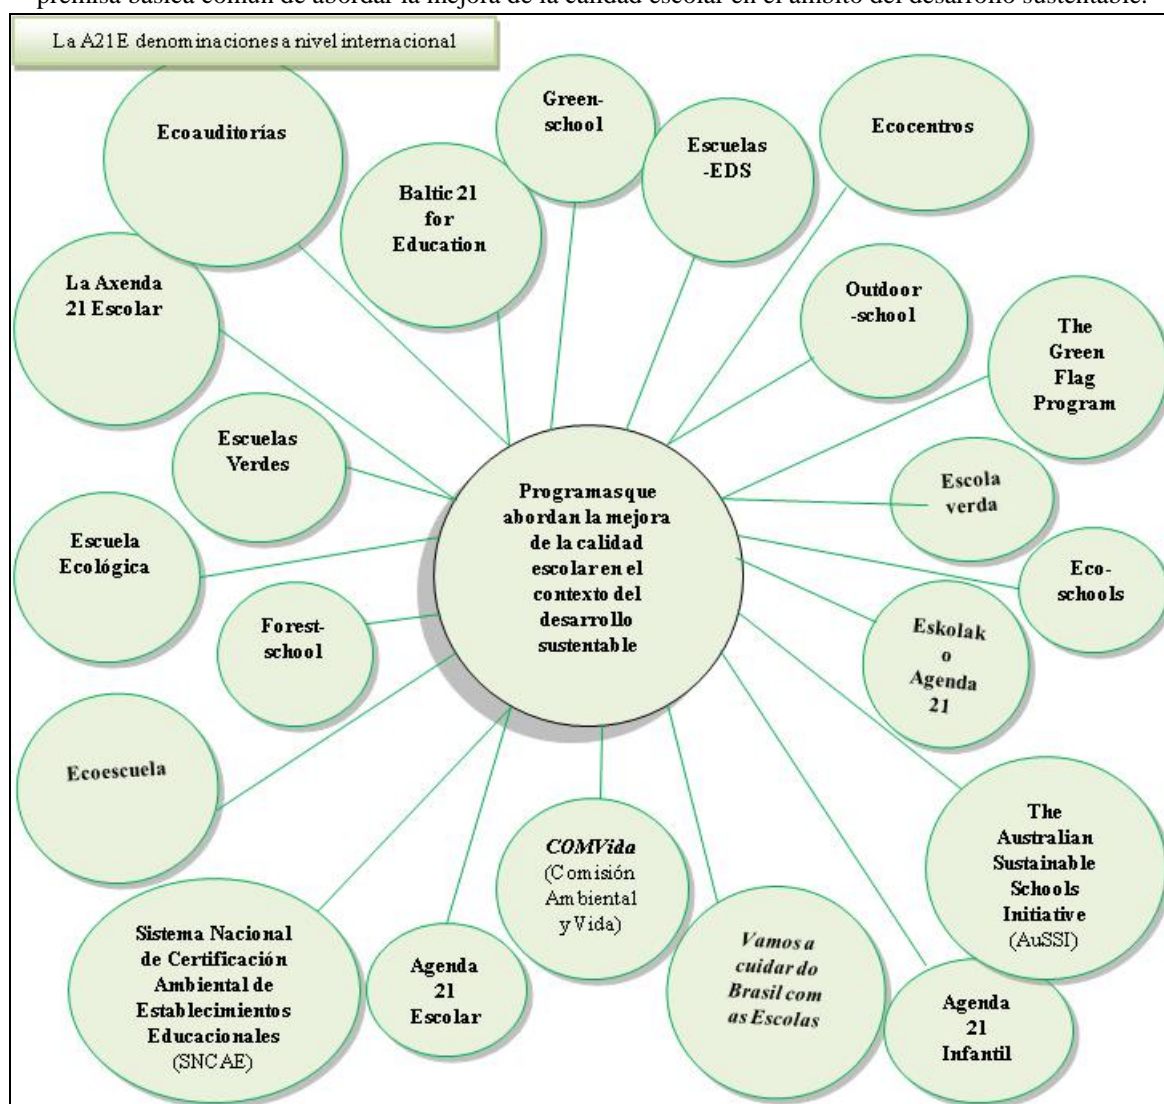 premisa básica común de abordar la mejora de la calidad escolar en el ámbito del desarrollo sustentable.
La A21E denominaciones a nivel internacional
Ecoauditorías
Baltic 21
for
Education
Green-
school
Escuelas
-EDS
Ecocentros
La Axenda
21 Escolar
Outdoor
-school
The
Green
Flag
Program
Escuelas
Verdes
Escola
verda
Programas que
abordan la mejora
de la calidad
escolar en el
contexto del
desarrollo
sustentable
Escuela
Ecológica
Eco-
schools
Forest-
school
Eskolak
o
Agenda
21
Ecoescuela
The
Australian
Sustainable
Schools
Initiative
(AuSSI)
COMVida
(Comisión
Ambiental
y Vida)
Sistema Nacional
de Certificación
Ambiental de
Establecimientos
Educacionales
(SNCAE)
Agenda
21
Escolar
Vamos a
cuidar do
Brasil com
as Escolas
Agenda
21
Infantil